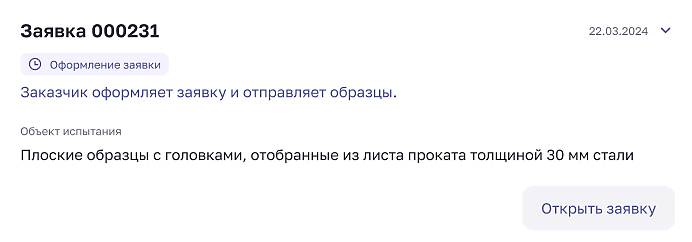 Заявка 000231
22.03.2024
Оформление заявки
Заказчик оформляет заявку и отправляет образцы.
Объект испытания
Плоские образцы с головками, отобранные из листа проката толщиной 30 мм стали
Открыть заявку